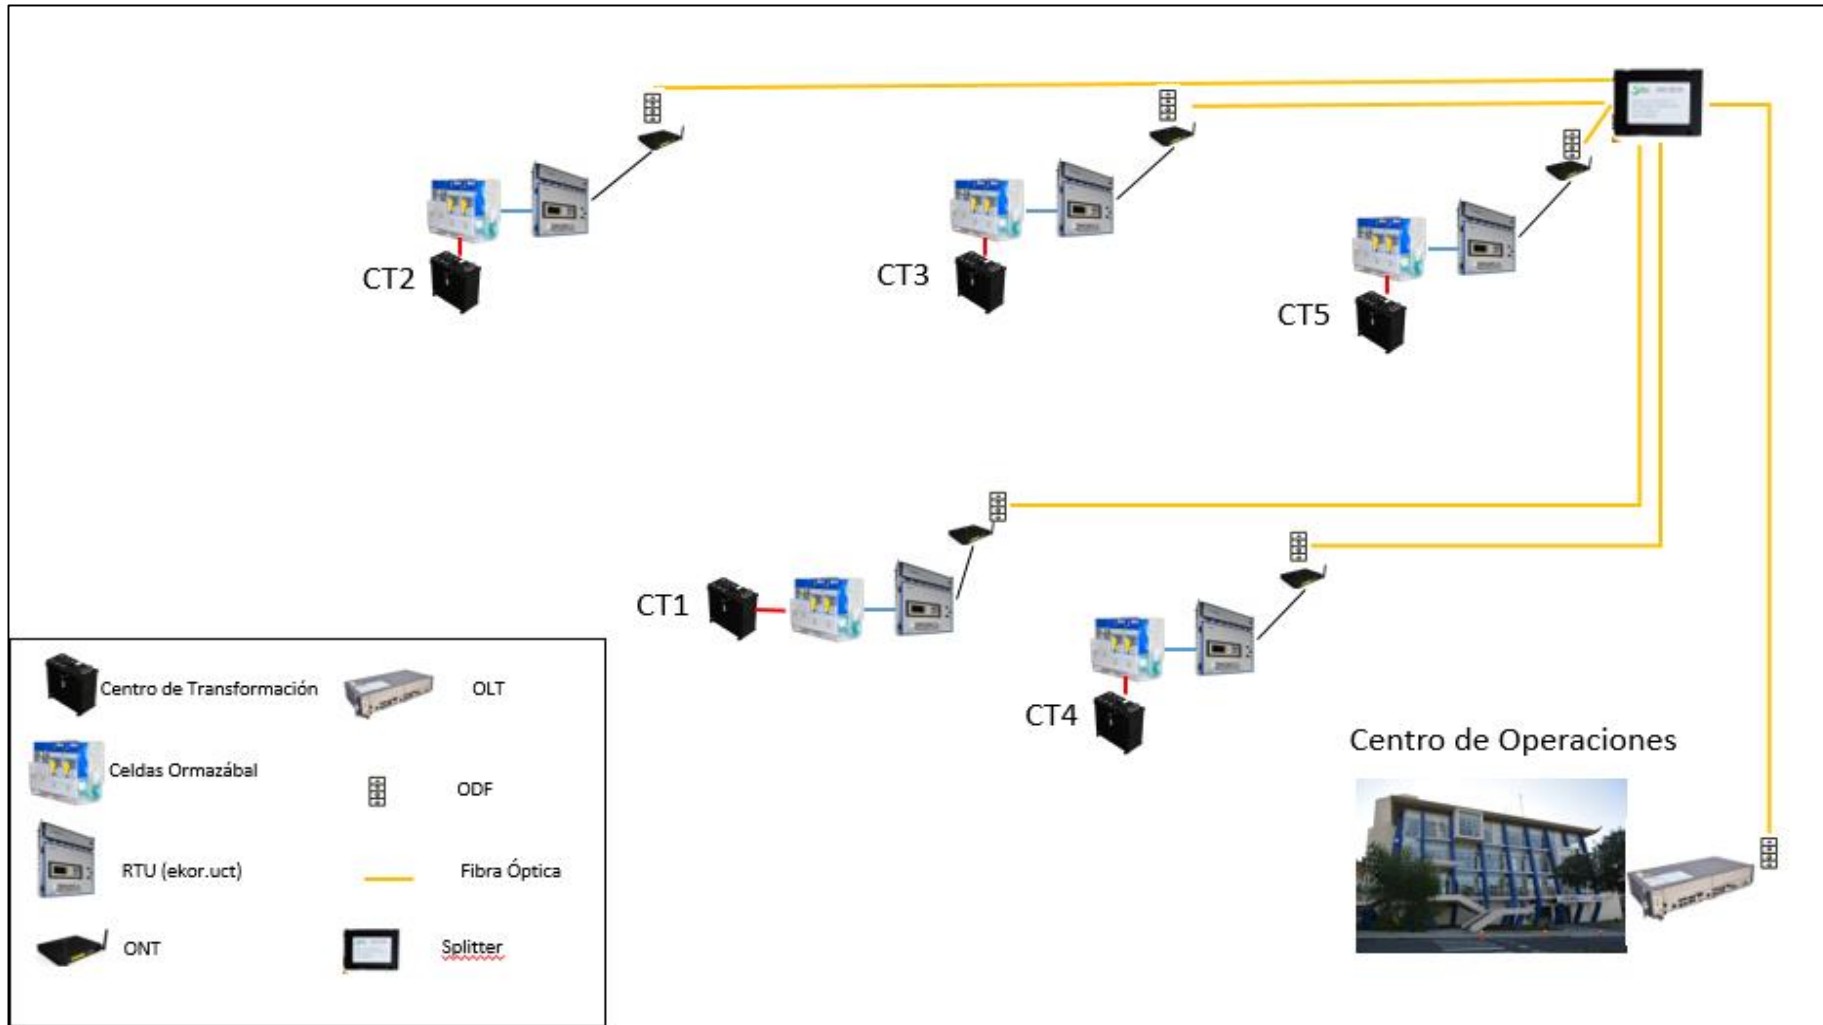 CT2
CT3
CT5
CT1
CT4
Centro de Transformación
OLT
Celdas Ormazábal
ODF
RTU (ekor.uct)
Fibra Óptica
ONT
Splitter
Centro de Operaciones